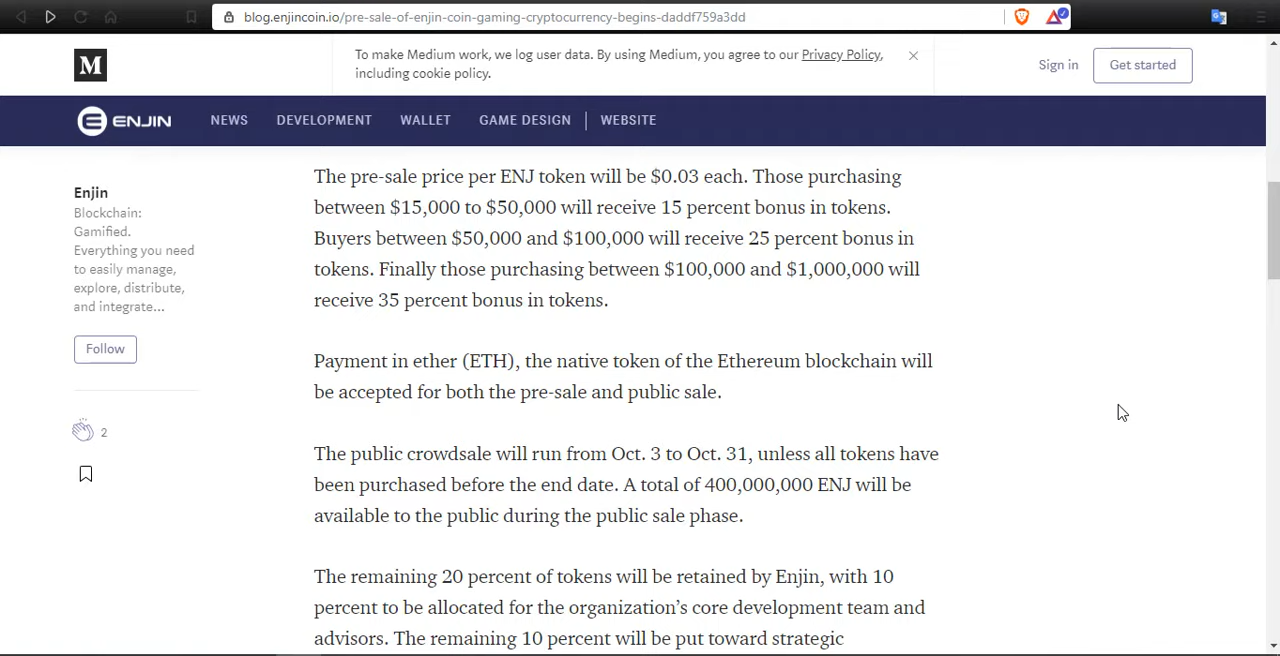 blog.enjincoin.io/pre-sale-of-enjin-coin-gaming-cryptocurrency-begins-daddf759a3dd
M
To make Medium work, we log user data. By using Medium, you agree to our Privacy Policy,
including cookie policy.
Sign in
Get started
ENJIN
NEWS
DEVELOPMENT
WALLET
GAME DESIGN
WEBSITE
Enjin
Blockchain:
Gamified.
Everything you need
to easily manage,
explore, distribute,
and integrate...
Follow
2
The pre-sale price per ENJ token will be $0.03 each. Those purchasing
between $15,000 to $50,000 will receive 15 percent bonus in tokens.
Buyers between $50,000 and $100,000 will receive 25 percent bonus in
tokens. Finally those purchasing between $100,000 and $1,000,000 will
receive 35 percent bonus in tokens.
Payment in ether (ETH), the native token of the Ethereum blockchain will
be accepted for both the pre-sale and public sale.
The public crowdsale will run from Oct. 3 to Oct. 31, unless all tokens have
been purchased before the end date. A total of 400,000,000 ENJ will be
available to the public during the public sale phase.
The remaining 20 percent of tokens will be retained by Enjin, with 10
percent to be allocated for the organization's core development team and
advisors. The remaining 10 percent will be put toward strategic